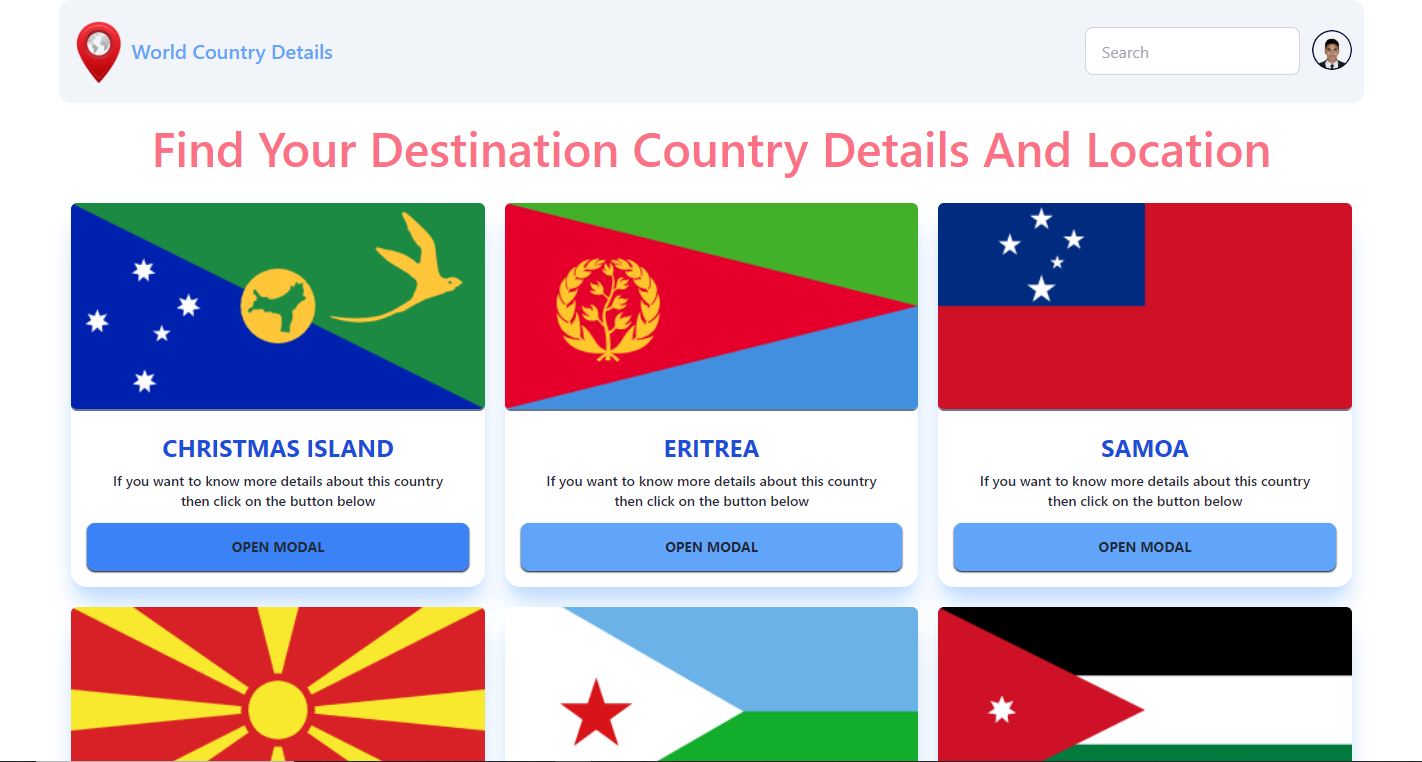 World Country Details
Search
Find Your Destination Country Details And Location
CHRISTMAS ISLAND
If you want to know more details about this country
then click on the button below
OPEN MODAL
ERITREA
If you want to know more details about this country
then click on the button below
OPEN MODAL
SAMOA
If you want to know more details about this country
then click on the button below
OPEN MODAL